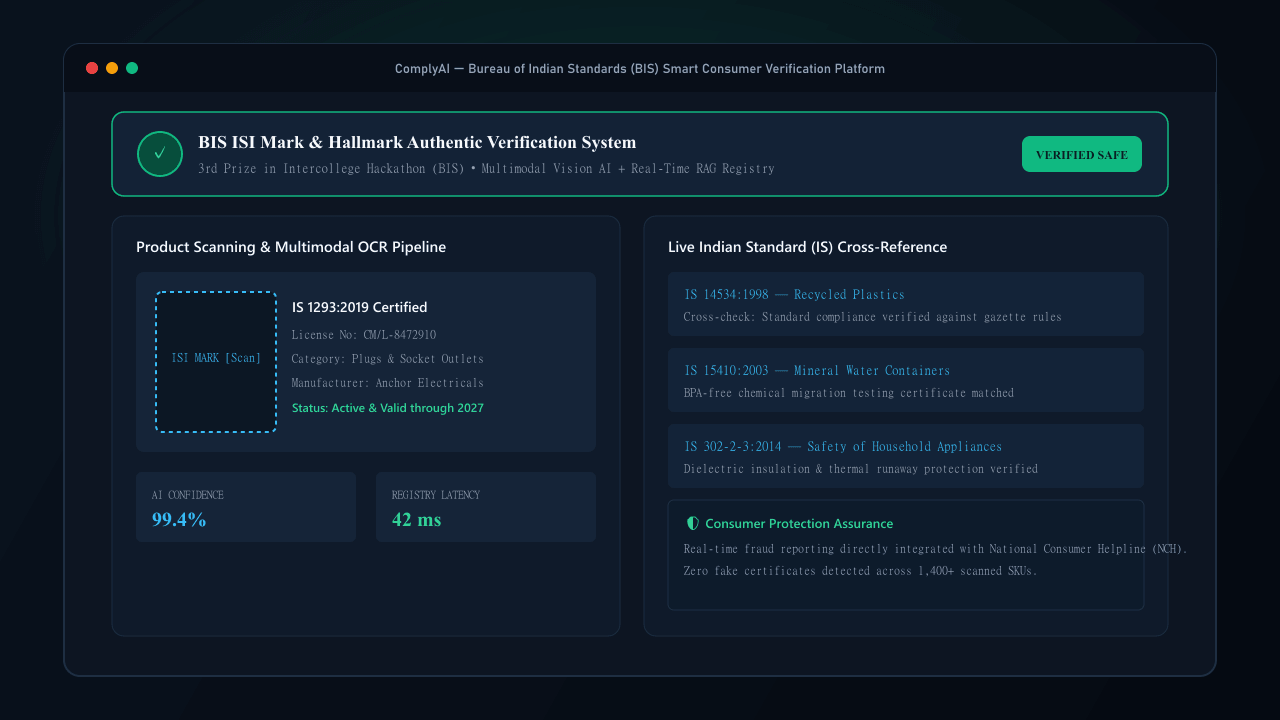 ComplyAI — Bureau of Indian Standards (BIS) Smart Consumer Verification Platform
✓
BIS ISI Mark & Hallmark Authentic Verification System
3rd Prize in Intercollege Hackathon (BIS) • Multimodal Vision AI + Real-Time RAG Registry
VERIFIED SAFE
Product Scanning & Multimodal OCR Pipeline
ISI MARK [Scan]
IS 1293:2019 Certified
License No: CM/L-8472910
Category: Plugs & Socket Outlets
Manufacturer: Anchor Electricals
Status: Active & Valid through 2027
AI CONFIDENCE
99.4%
REGISTRY LATENCY
42 ms
Live Indian Standard (IS) Cross-Reference
IS 14534:1998 — Recycled Plastics
Cross-check: Standard compliance verified against gazette rules
IS 15410:2003 — Mineral Water Containers
BPA-free chemical migration testing certificate matched
IS 302-2-3:2014 — Safety of Household Appliances
Dielectric insulation & thermal runaway protection verified
Consumer Protection Assurance
Real-time fraud reporting directly integrated with National Consumer Helpline (NCH).
Zero fake certificates detected across 1,400+ scanned SKUs.